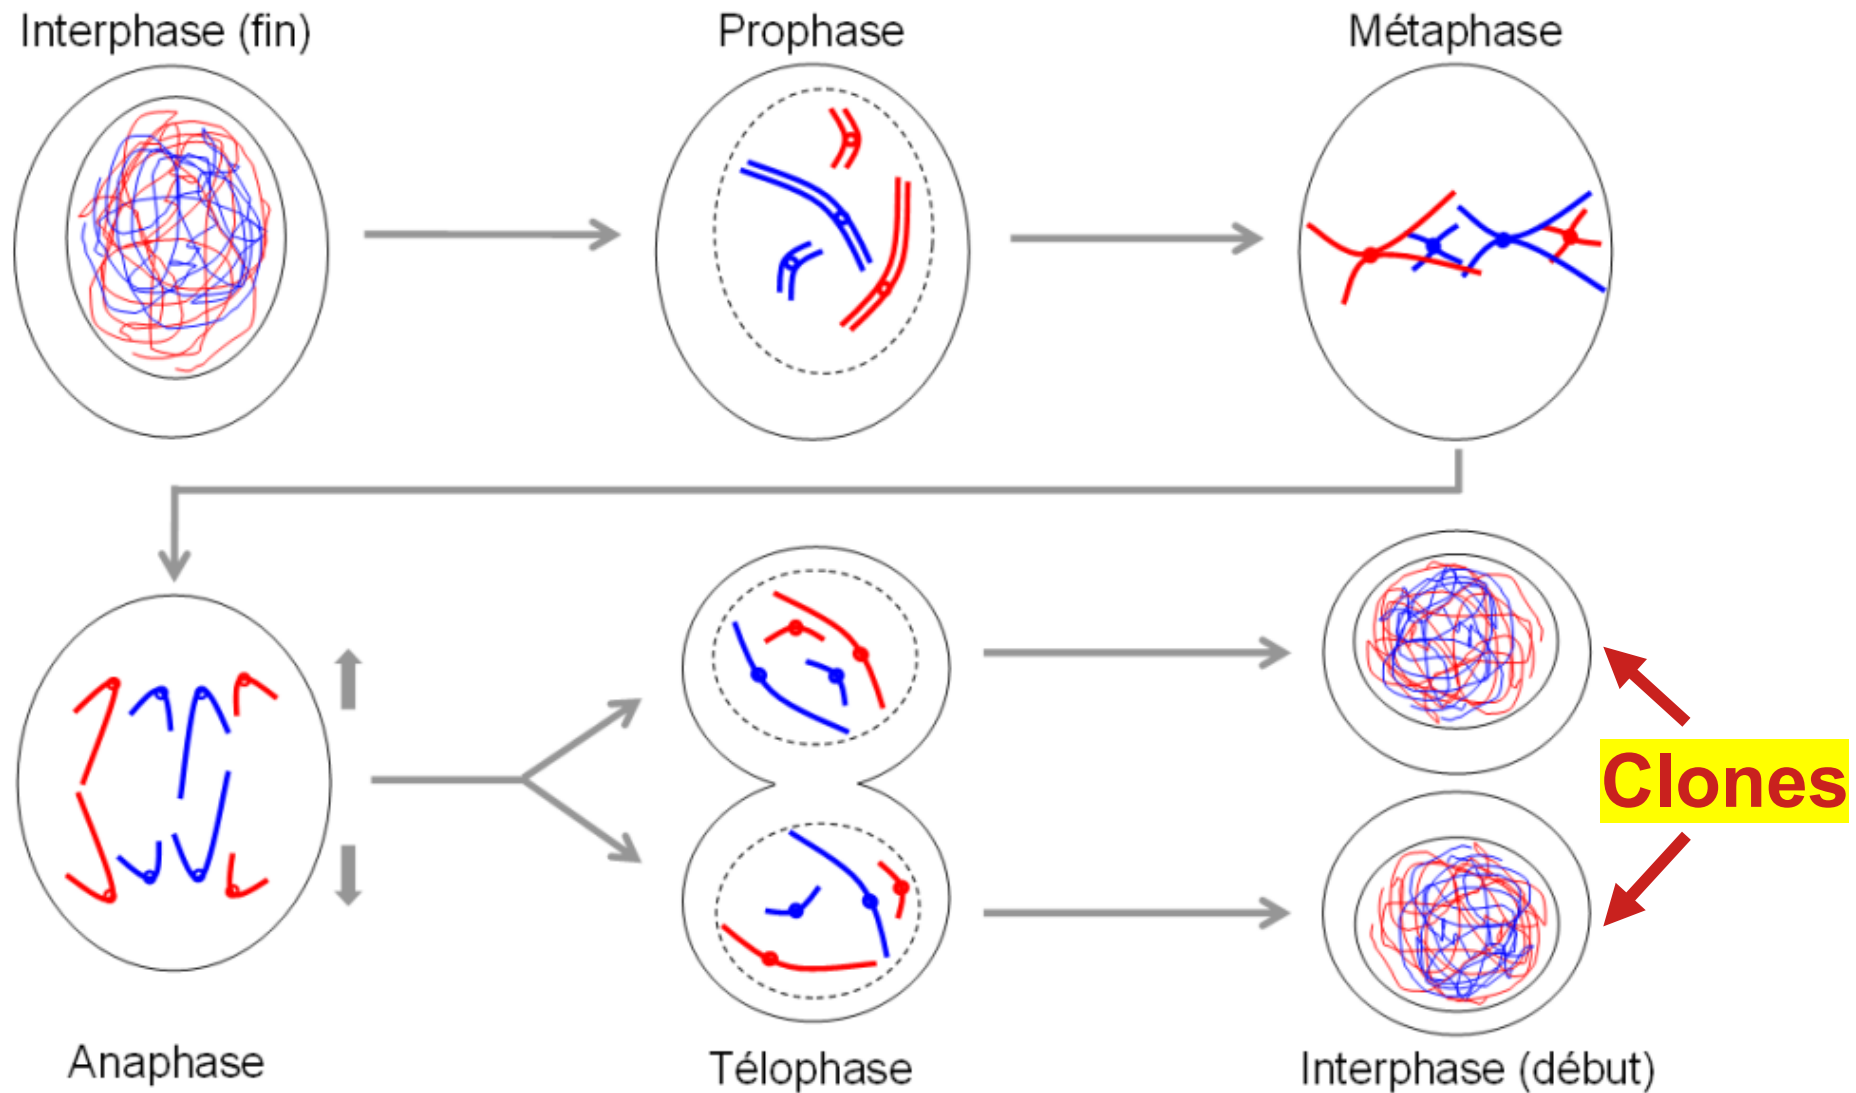 Interphase (fin)
Prophase
Métaphase
Clones
Anaphase
Télophase
Interphase (début)